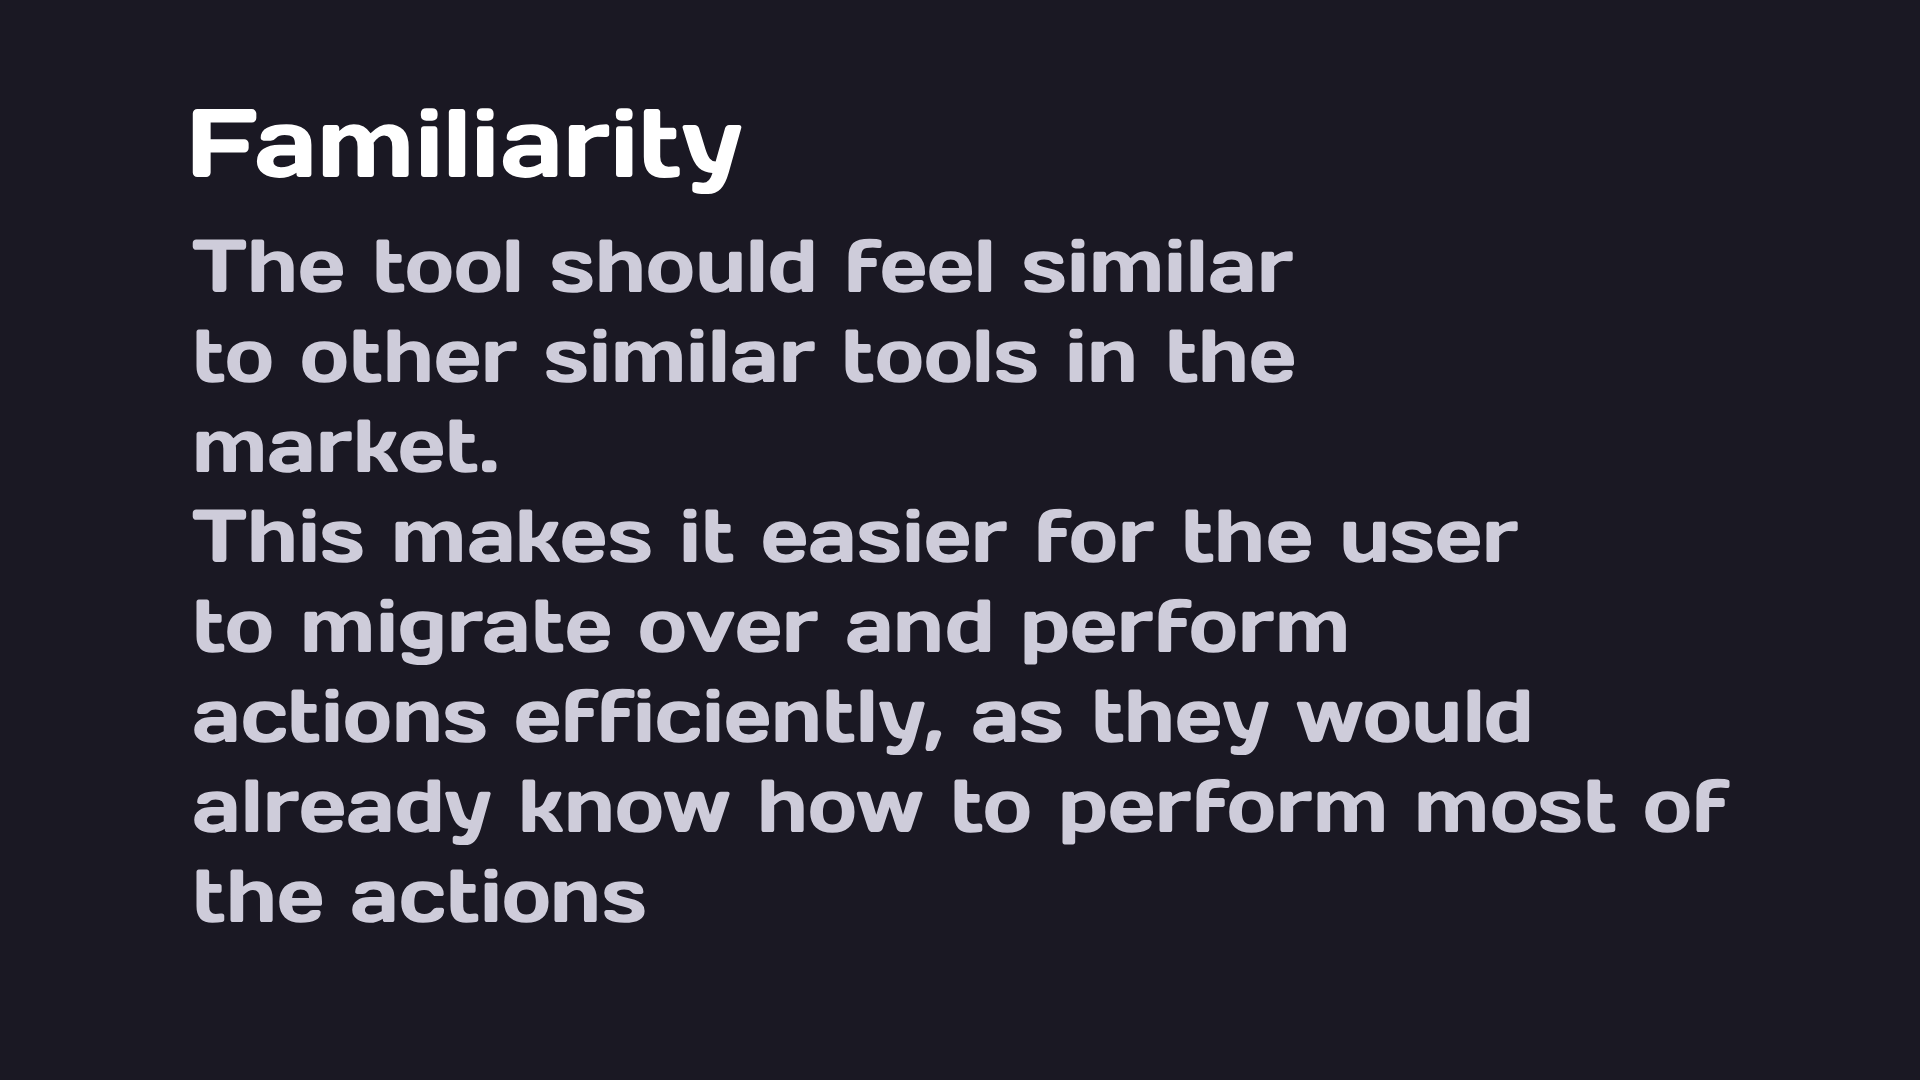 Familiarity
The tool should feel similar
to other similar tools in the
market.
This makes it easier for the user
to migrate over and perform
actions efficiently, as they would
already know how to perform most of
the actions